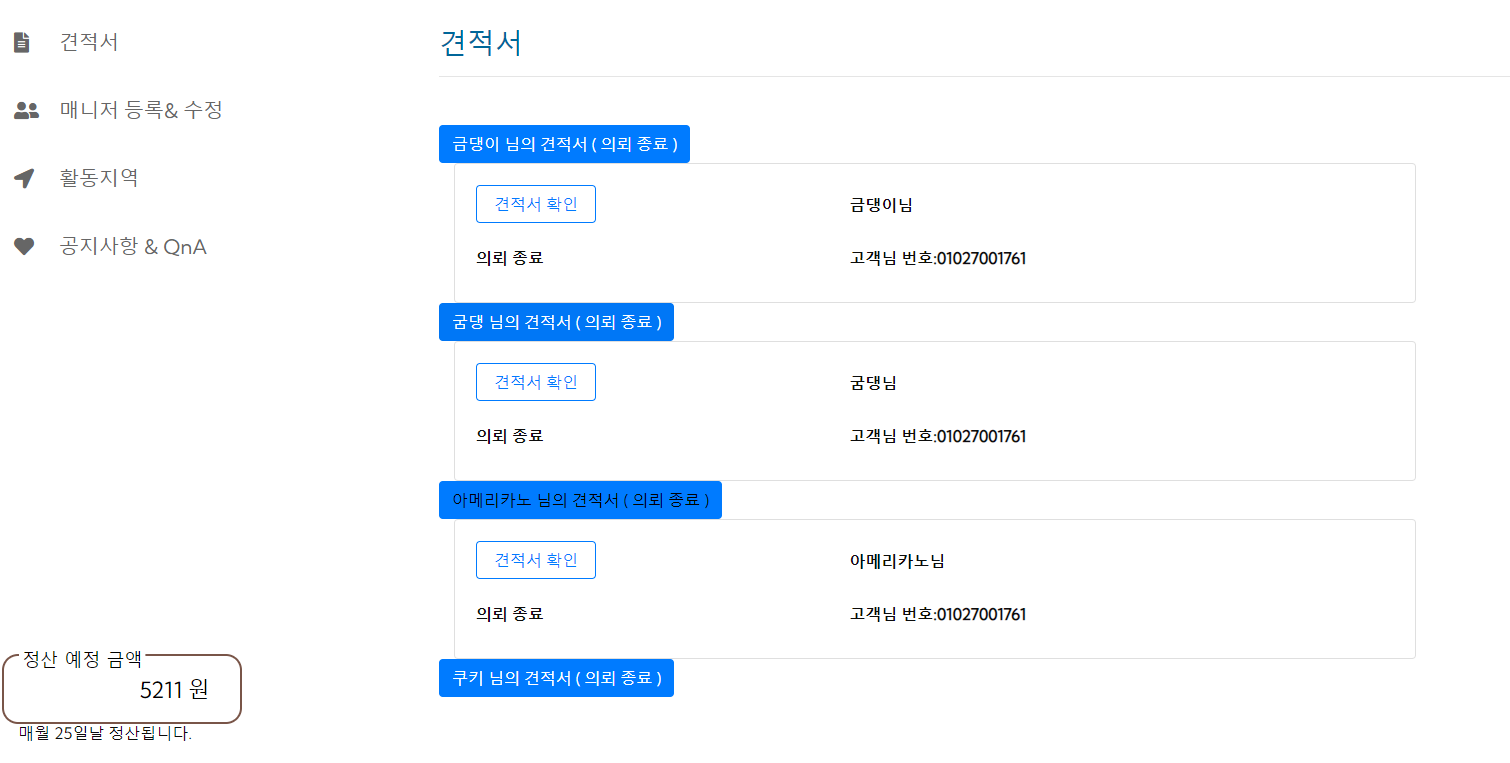 견적서
매니저 등록& 수정
활동지역
공지사항 & QnA
정산 예정 금액
5211 원
매월 25일날 정산됩니다.
견적서
금댕이 님의 견적서 ( 의뢰 종료 )
견적서 확인
금댕이님
의뢰 종료
고객님 번호:01027001761
굼댕 님의 견적서 ( 의뢰 종료 )
견적서 확인
굼댕님
의뢰 종료
고객님 번호:01027001761
아메리카노 님의 견적서 ( 의뢰 종료 )
견적서 확인
아메리카노님
의뢰 종료
고객님 번호:01027001761
쿠키 님의 견적서 ( 의뢰 종료 )